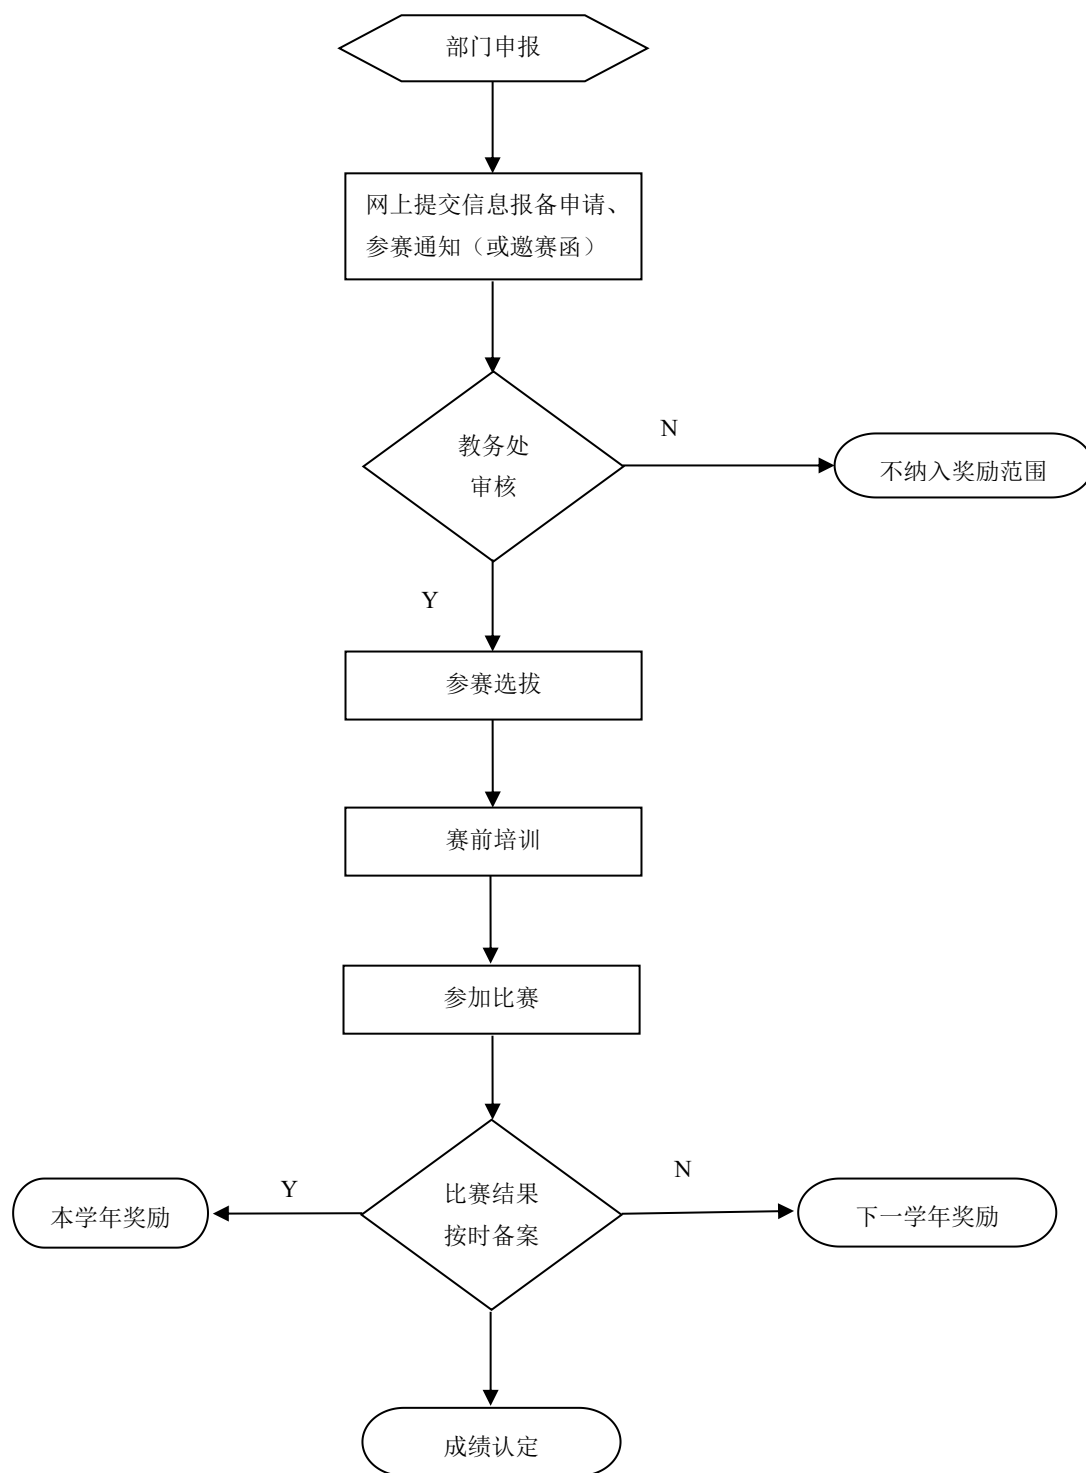 部门申报
网上提交信息报备申请、
参赛通知（或邀赛函）
教务处
审核
N
不纳入奖励范围
Y
参赛选拔
赛前培训
参加比赛
比赛结果
按时备案
Y
本学年奖励
N
下一学年奖励
成绩认定